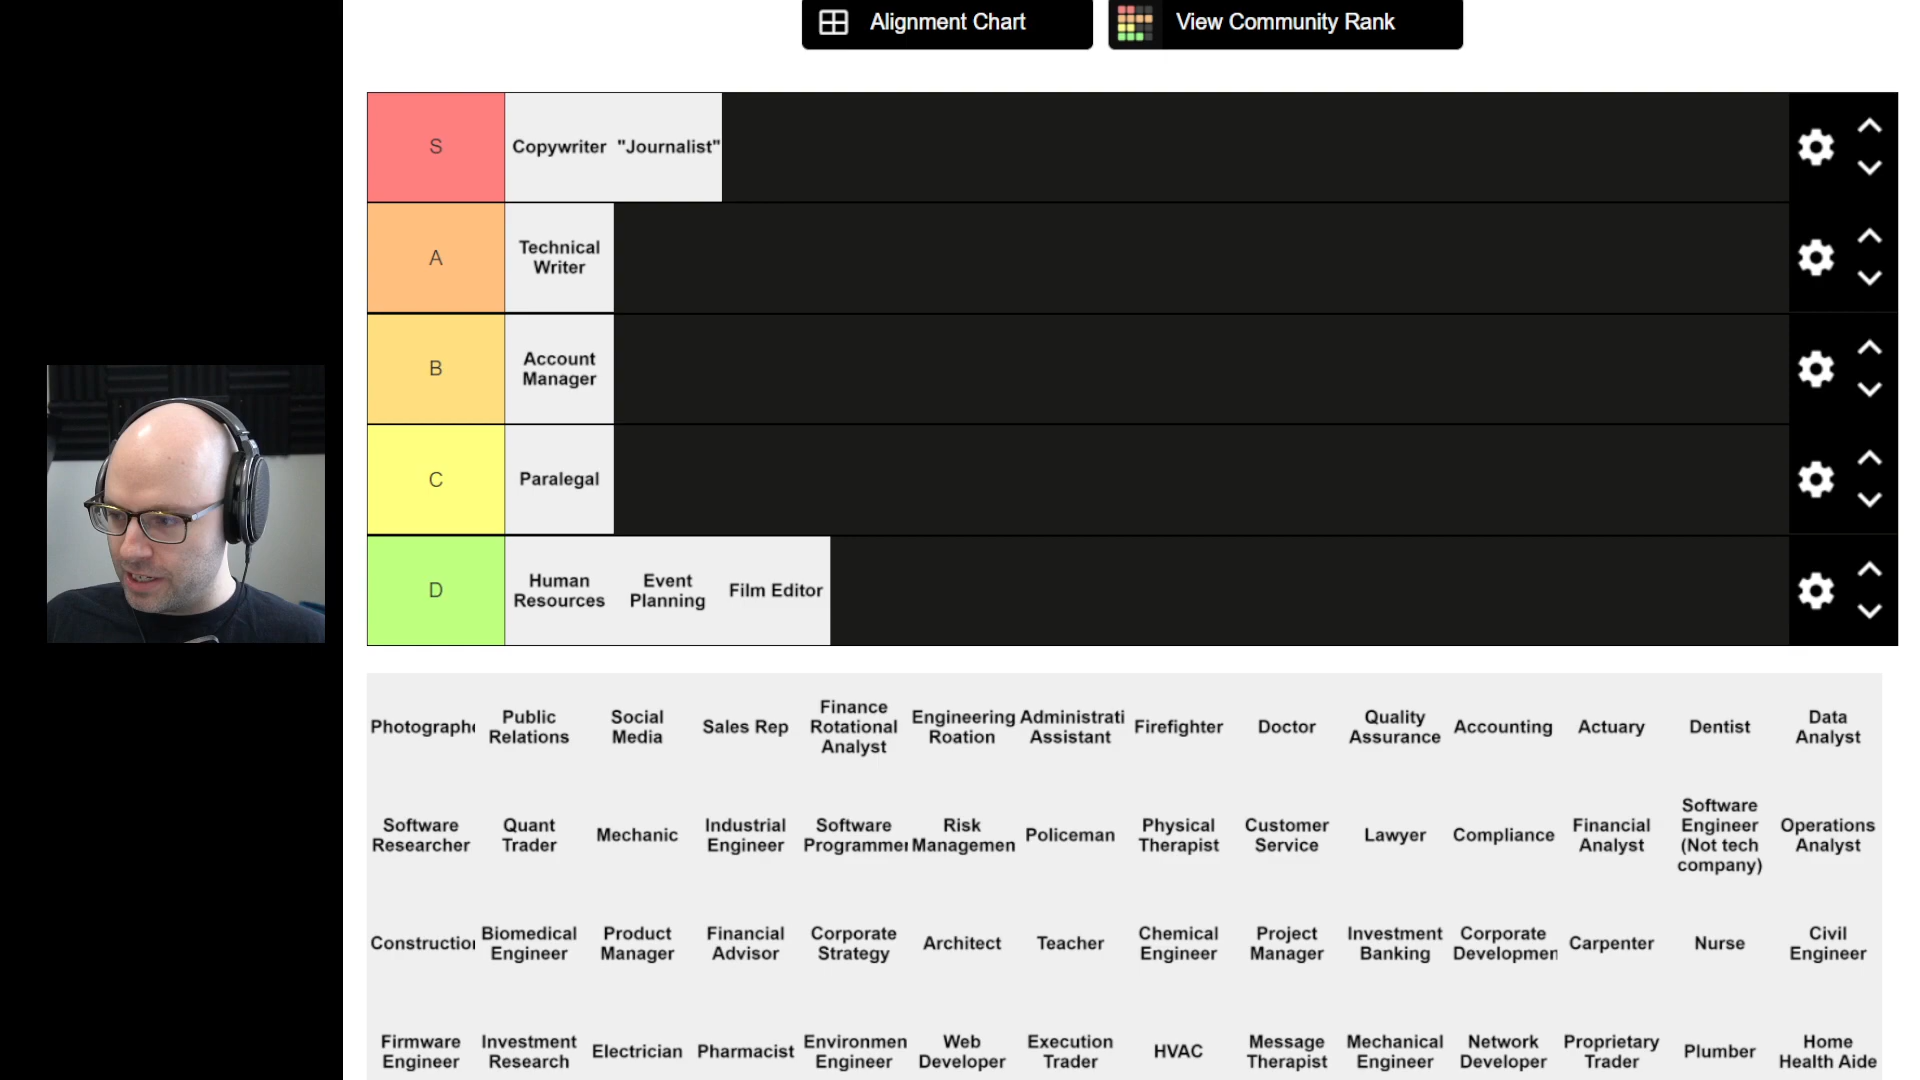 Alignment Chart
View Community Rank
S
Copywriter
"Journalist"
A
Technical
Writer
B
Account
Manager
C
Paralegal
D
Human
Resources
Event
Planning
Film Editor
Photographe
Public
Relations
Social
Media
Sales Rep
Finance
Rotational
Analyst
Engineering
Roation
Administrati
Assistant
Firefighter
Doctor
Quality
Assurance
Accounting
Actuary
Dentist
Data
Analyst
Software
Researcher
Quant
Trader
Mechanic
Industrial
Engineer
Software
Programmer
Risk
Managemen
Policeman
Physical
Therapist
Customer
Service
Lawyer
Compliance
Financial
Analyst
Software
Engineer
(Not tech
company)
Operations
Analyst
Construction
Biomedical
Engineer
Product
Manager
Financial
Advisor
Corporate
Strategy
Architect
Teacher
Chemical
Engineer
Project
Manager
Investment
Banking
Corporate
Developmen
Carpenter
Nurse
Civil
Engineer
Firmware
Engineer
Investment
Research
Electrician
Pharmacist
Environmen
Engineer
Web
Developer
Execution
Trader
HVAC
Message
Therapist
Mechanical
Engineer
Network
Developer
Proprietary
Trader
Plumber
Home
Health Aide